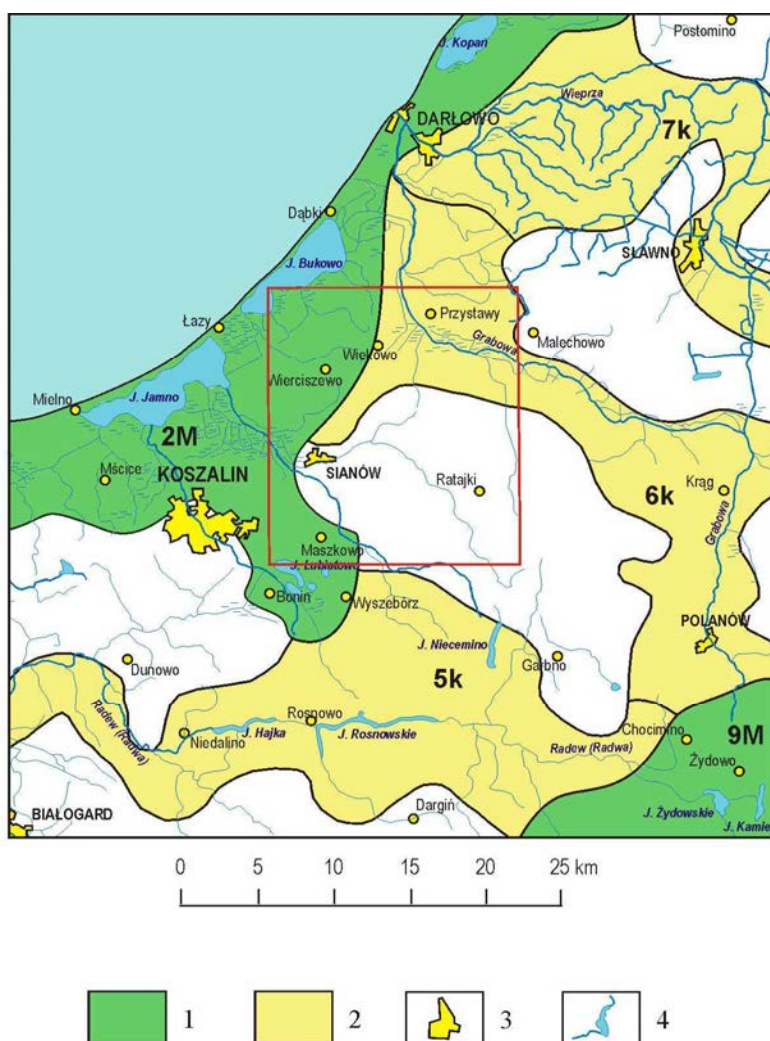 Postomino
J. Kopań
Wieprza
DARŁOWO
7k
Dąbki
SŁAWNO
J. Bukowo
Przystawy
Łazy
Malechowo
Grabowa
Wiekowo
Wierciszewo
J. Jamno
Mielno
2M
SIANÓW
Mścice
KOSZALIN
Ratajki
6k
Krąg
Grabowa
Maszkowo
J. Lubiatowo
Bonin
Wyszebórz
POLANÓW
J. Niecemino
Garbno
Dunowo
5k
Radew (Radwa)
Rosnowo
Chocimino
9M
Niedalino
J. Hajka
J. Rosnowskie
Radew (Radwa)
Żydowo
BIAŁOGARD
Dargiń
J. Żydowskie
J. Kamie
0 5 10 15 20 25 km
1 2 3 4